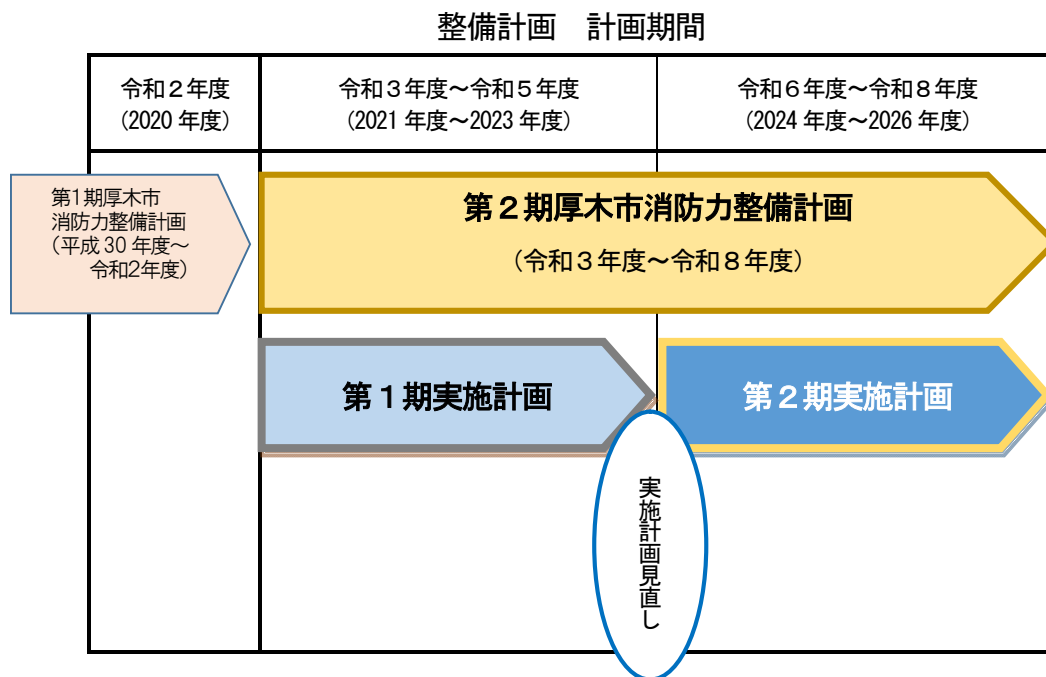 整備計画　計画期間
令和２年度
（2020 年度）
令和３年度～令和５年度
（2021 年度～2023 年度）
令和６年度～令和８年度
（2024 年度～2026 年度）
第１期厚木市
消防力整備計画
（平成 30 年度～
令和2年度）
第２期厚木市消防力整備計画
（令和３年度～令和８年度）
第１期実施計画
第２期実施計画
実施計画見直し